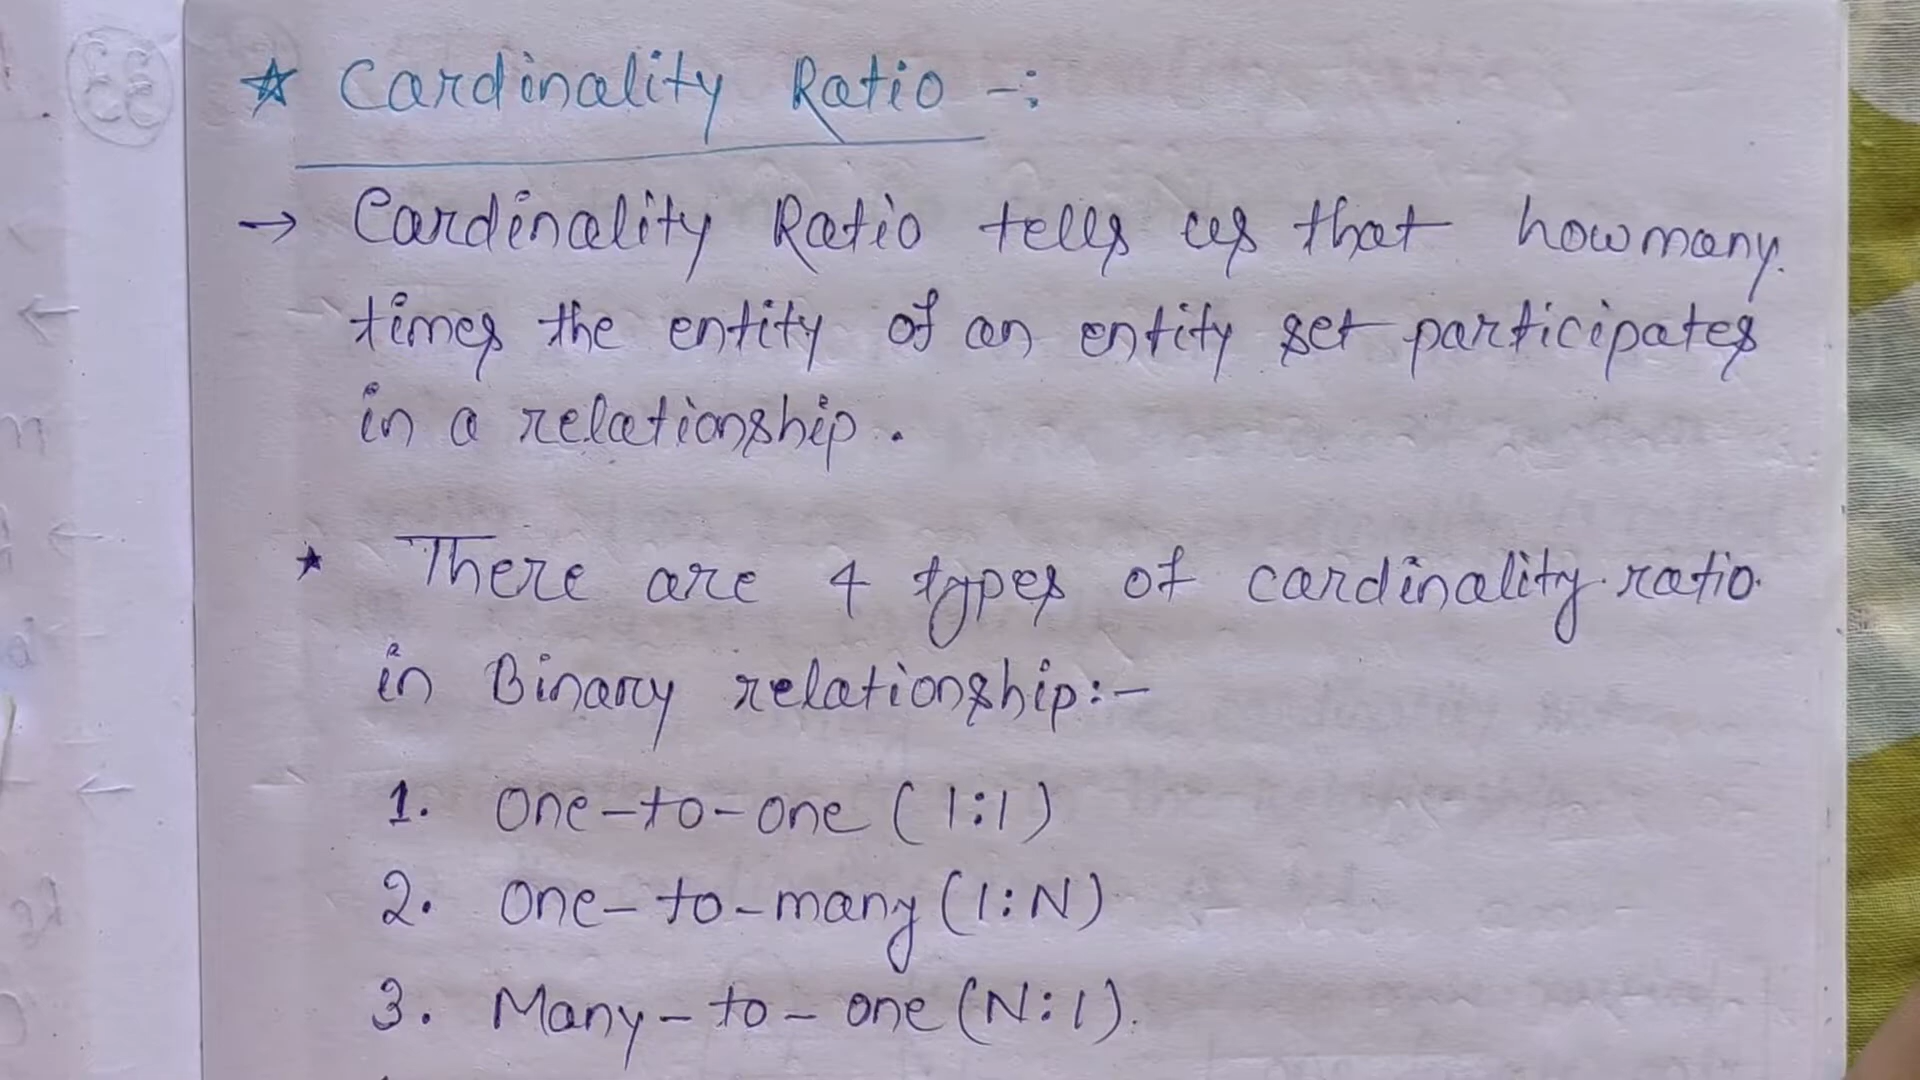 ☆ Cardinality Ratio -:
→ Cardinality Ratio tells us that how many
times the entity of an entity set participates
in a relationship.
★ There are 4 types of cardinality ratio
in Binary relationship:-
1. One-to-one (1:1)
2. One-to-many (1:N)
3. Many-to-one (N:1).